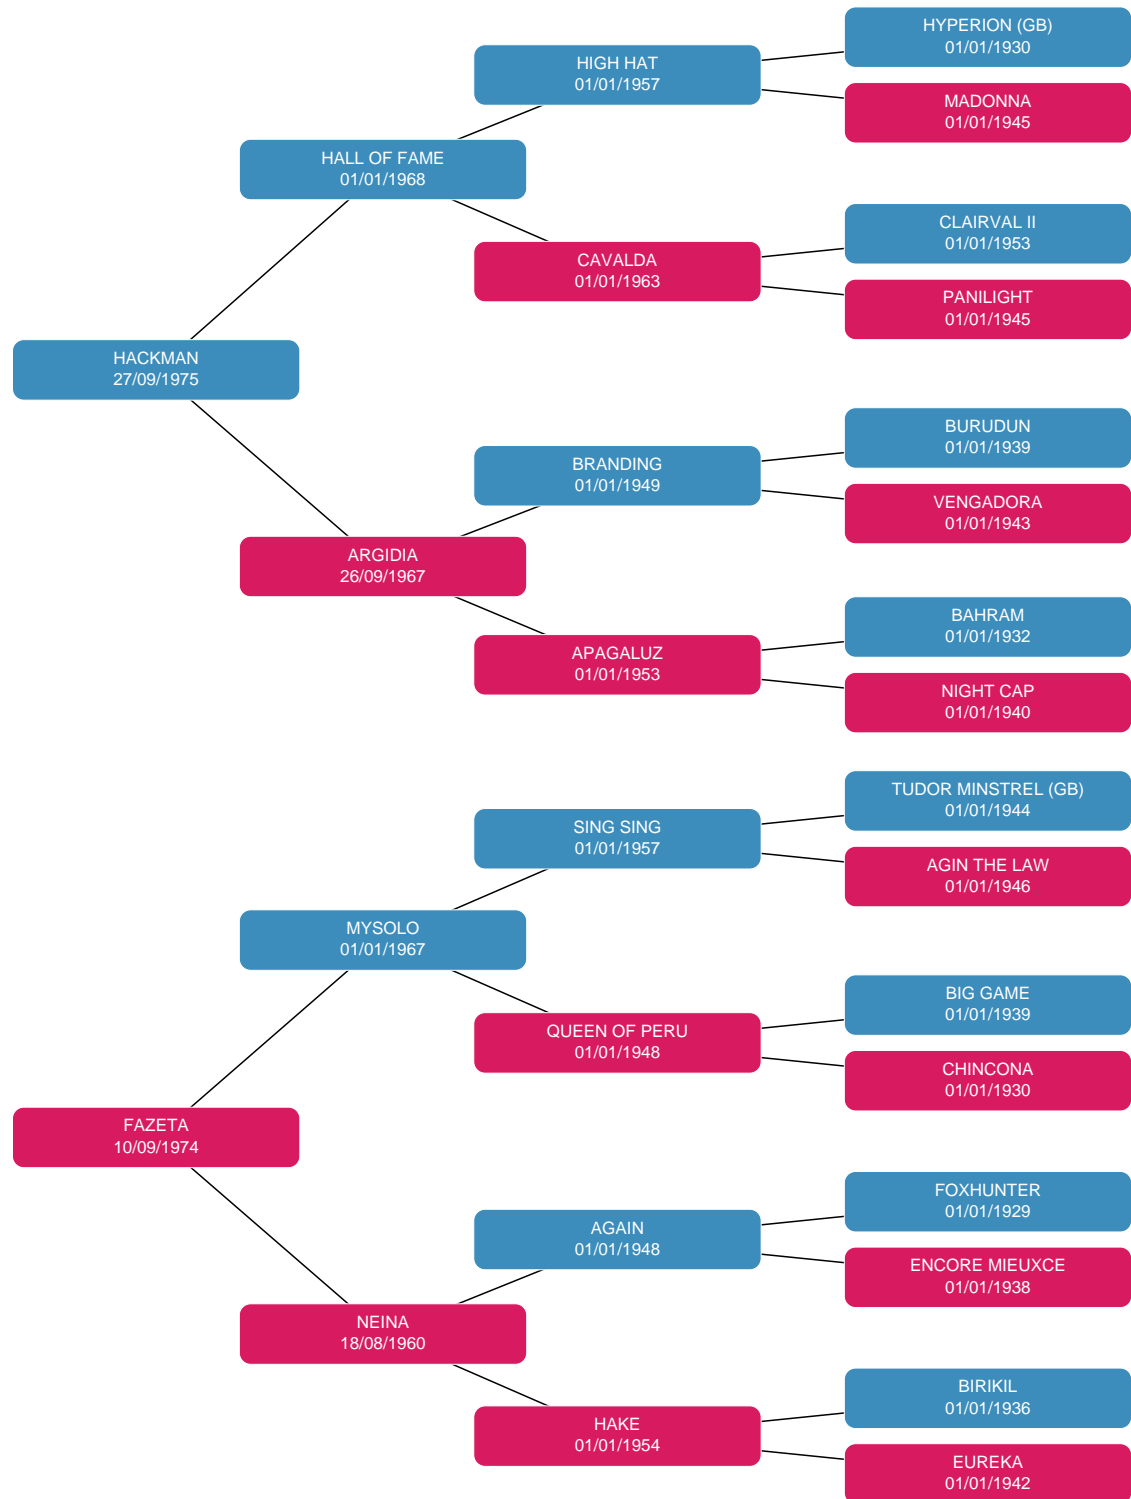 HYPERION (GB)
01/01/1930
HIGH HAT
01/01/1957
MADONNA
01/01/1945
HALL OF FAME
01/01/1968
CLAIRVAL II
01/01/1953
CAVALDA
01/01/1963
PANILIGHT
01/01/1945
HACKMAN
27/09/1975
BURUDUN
01/01/1939
BRANDING
01/01/1949
VENGADORA
01/01/1943
ARGIDIA
26/09/1967
BAHRAM
01/01/1932
APAGALUZ
01/01/1953
NIGHT CAP
01/01/1940
TUDOR MINSTREL (GB)
01/01/1944
SING SING
01/01/1957
AGIN THE LAW
01/01/1946
MYSOLO
01/01/1967
BIG GAME
01/01/1939
QUEEN OF PERU
01/01/1948
CHINCONA
01/01/1930
FAZETA
10/09/1974
FOXHUNTER
01/01/1929
AGAIN
01/01/1948
ENCORE MIEUXCE
01/01/1938
NEINA
18/08/1960
BIRIKIL
01/01/1936
HAKE
01/01/1954
EUREKA
01/01/1942